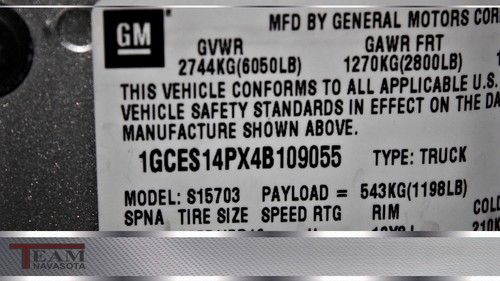 GM
MFD BY GENERAL MOTORS COR
GVWR GAWR FRT
2744KG(6050LB) 1270KG(2800LB)
THIS VEHICLE CONFORMS TO ALL APPLICABLE U.S.
VEHICLE SAFETY STANDARDS IN EFFECT ON THE DA
MANUFACTURE SHOWN ABOVE.
1GCES14PX4B109055 TYPE: TRUCK
MODEL: S15703 PAYLOAD = 543KG(1198LB)
SPNA TIRE SIZE SPEED RTG RIM COL
210K
TEAM
NAVASOTA